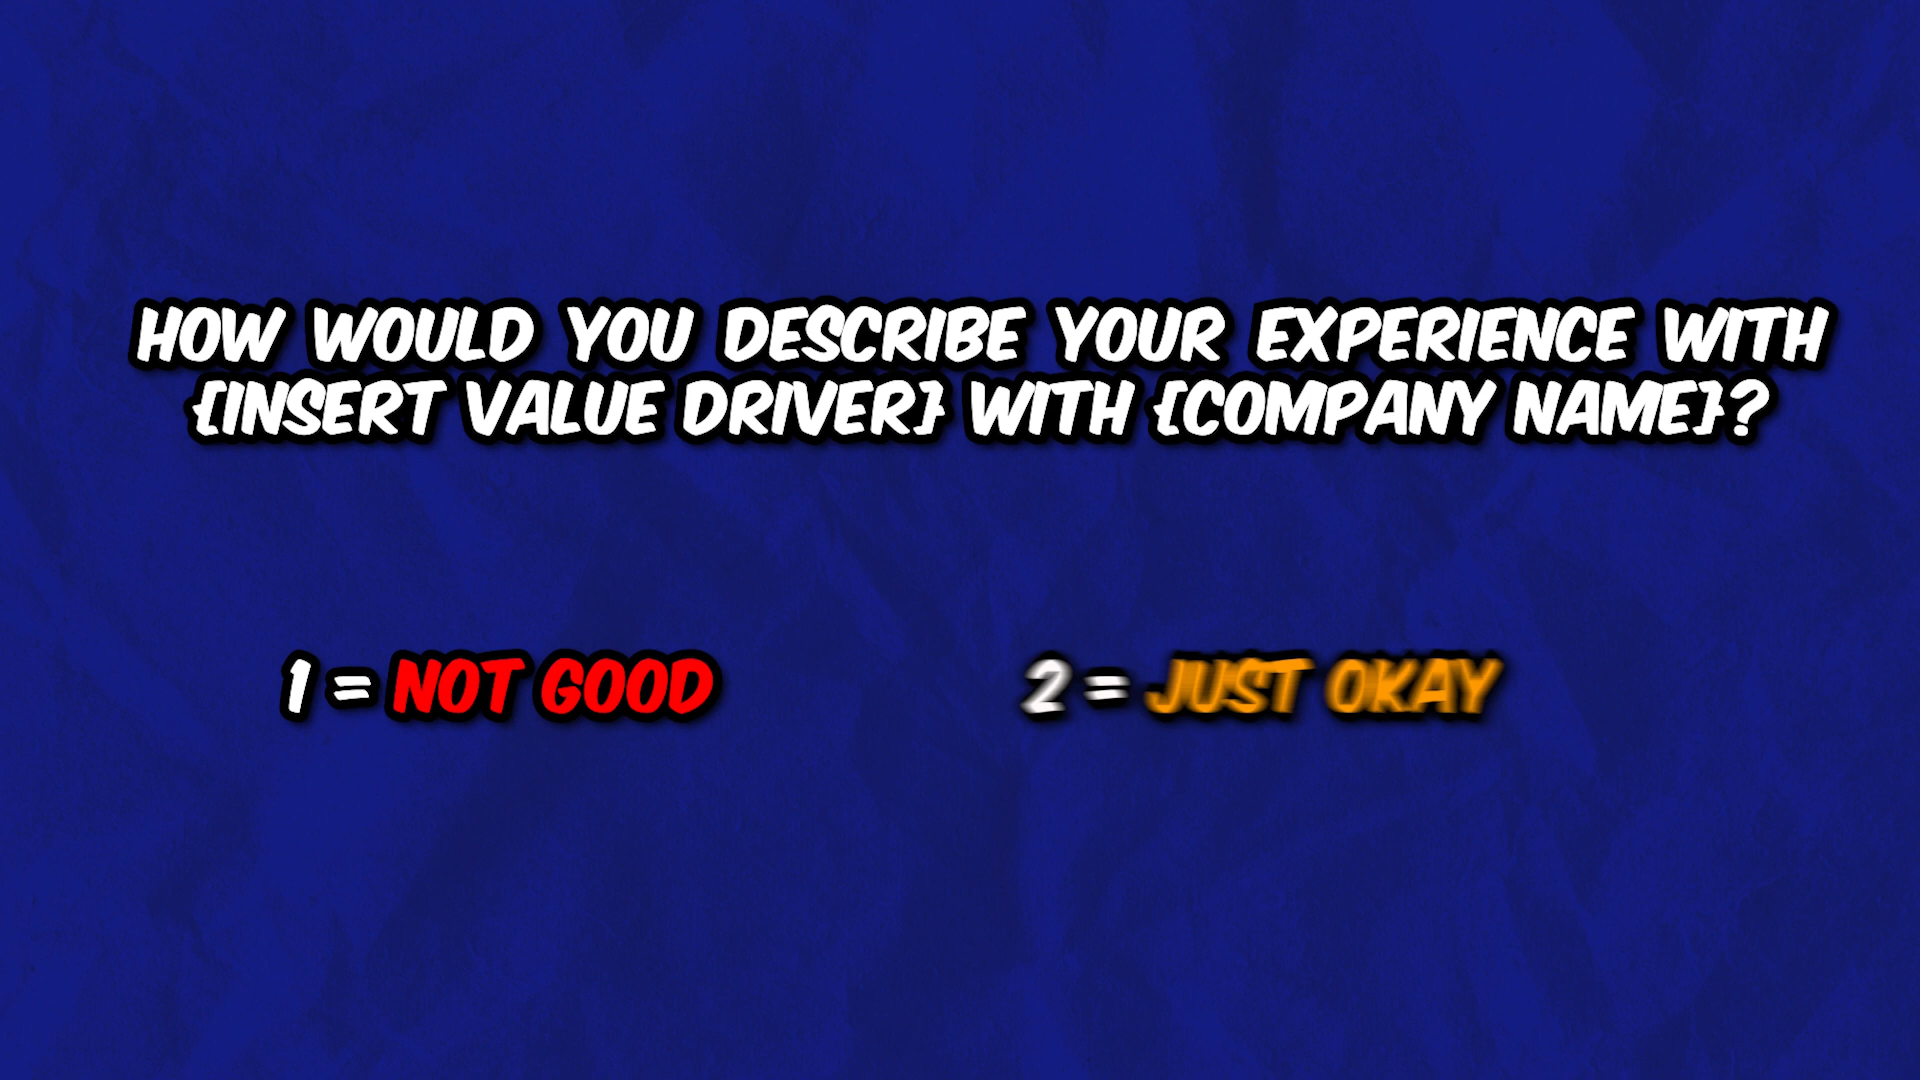 HOW WOULD YOU DESCRIBE YOUR EXPERIENCE WITH
{INSERT VALUE DRIVER} WITH {COMPANY NAME}?
1 = NOT GOOD 2 = JUST OKAY